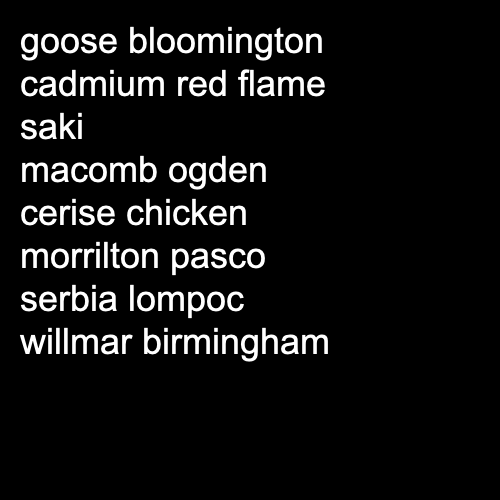 goose bloomington
cadmium red flame
saki
macomb ogden
cerise chicken
morrilton pasco
serbia lompoc
willmar birmingham